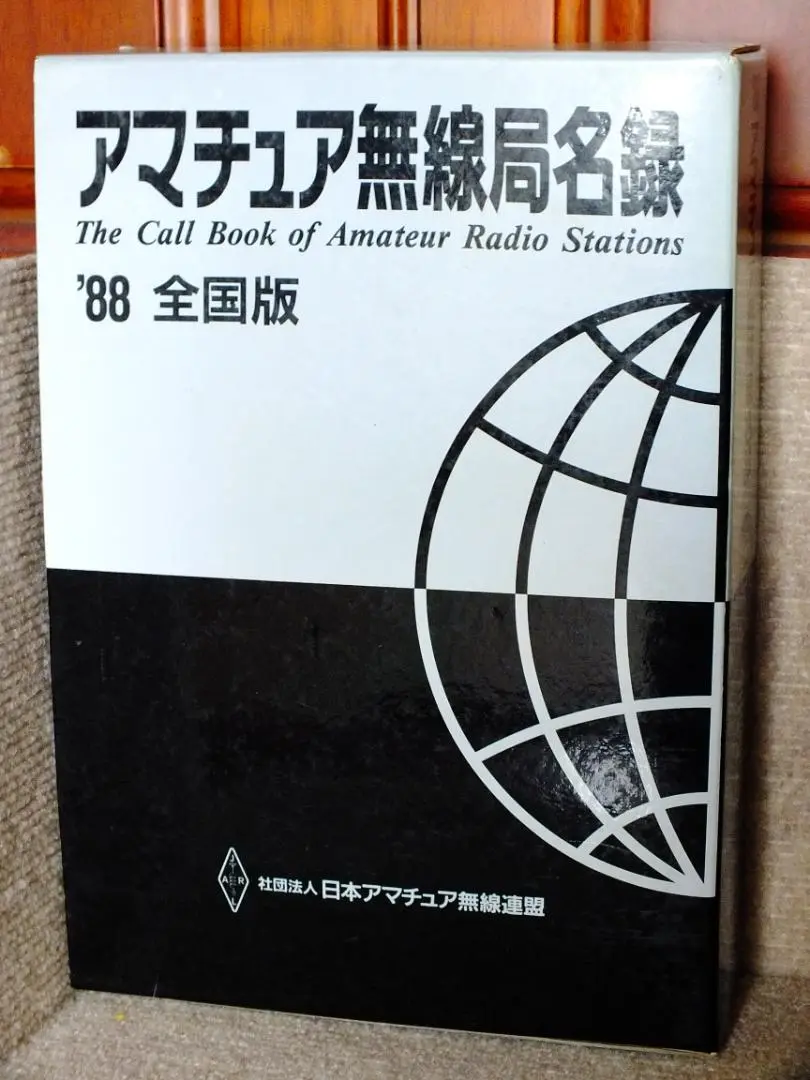 アマチュア無線局名録
The Call Book of Amateur Radio Stations
'88 全国版
J
A R
L
社団法人 日本アマチュア無線連盟